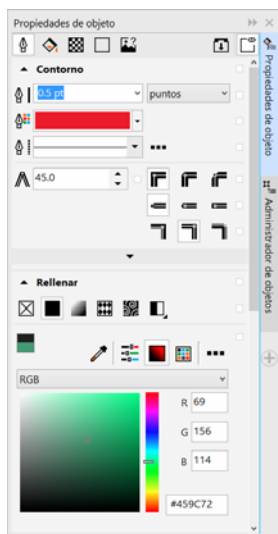 Propiedades de objeto
Contorno
0.5 pt
puntos
45.0
Rellenar
RGB
R 69
G 156
B 114
#459C72
Propiedades de objeto
Administrador de objetos